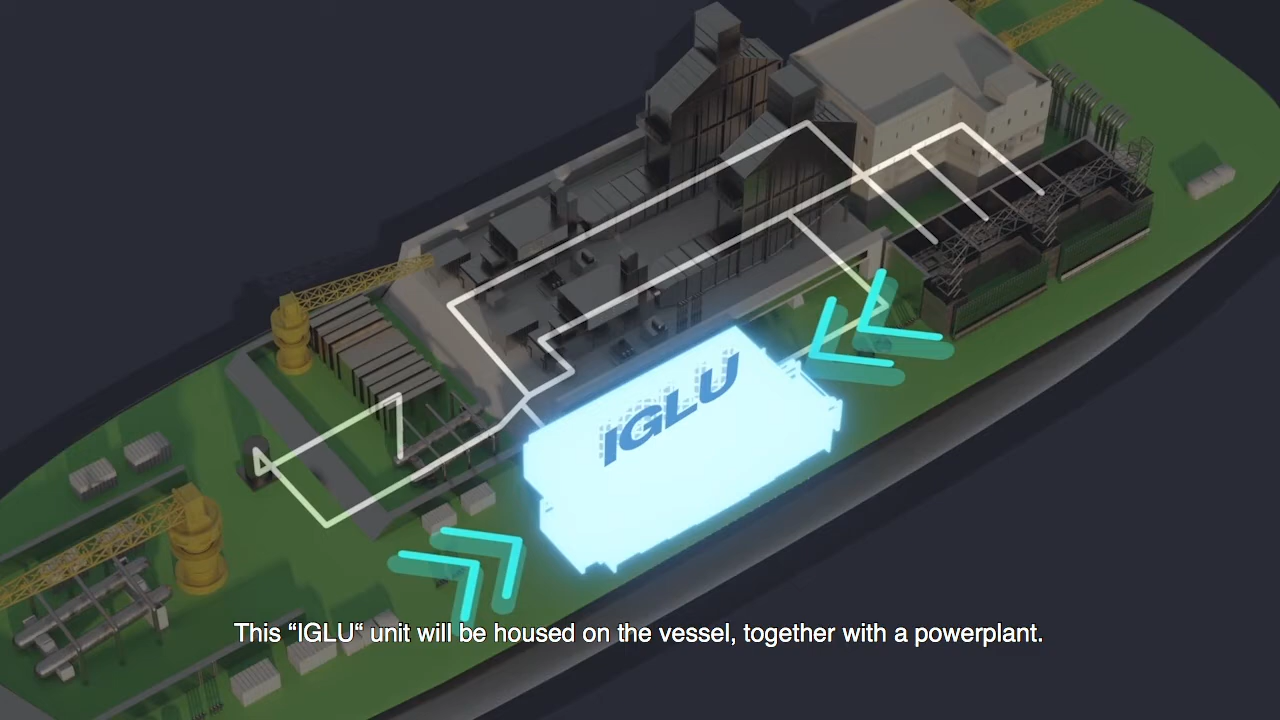 IGLU
This “IGLU“ unit will be housed on the vessel, together with a powerplant.